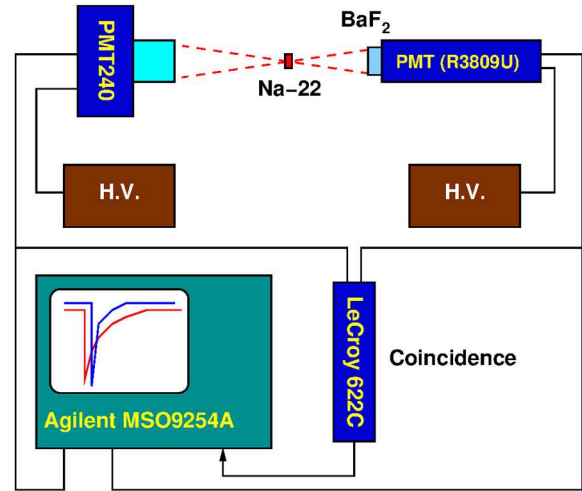 BaF2
PMT240
PMT (R3809U)
Na-22
H.V.
H.V.
LeCroy 622C
Coincidence
Agilent MSO9254A